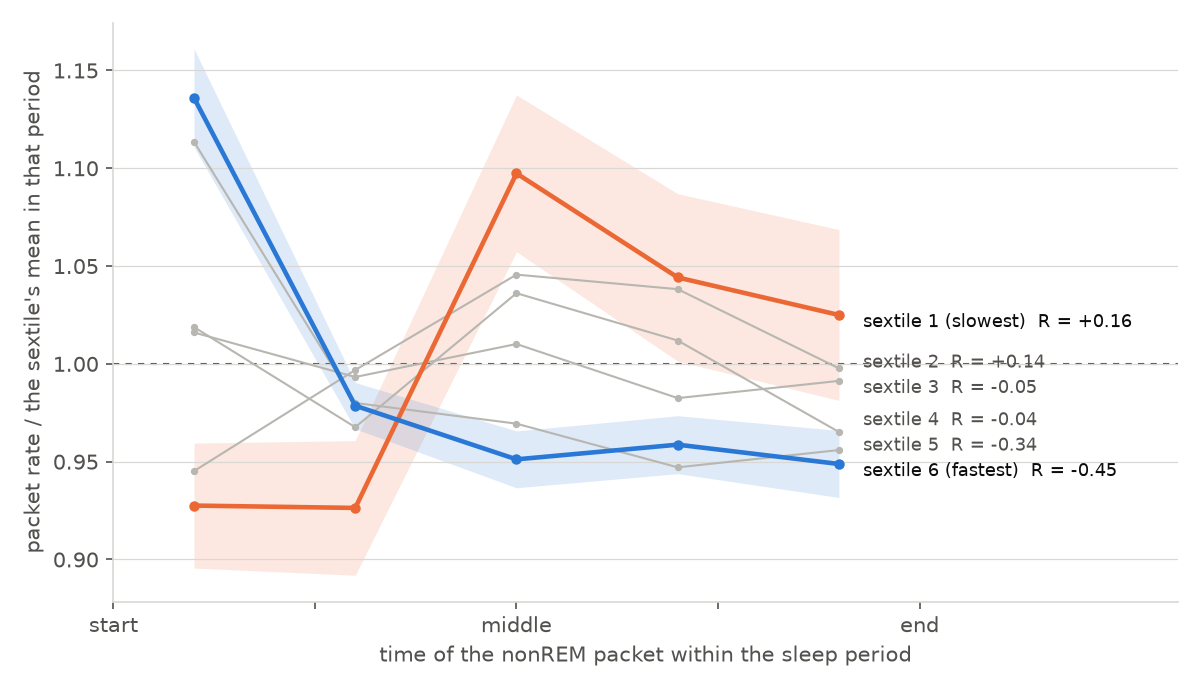 packet rate / the sextile's mean in that period
1.15
1.10
1.05
1.00
0.95
0.90
sextile 1 (slowest)  R = +0.16
sextile 2  R = +0.14
sextile 3  R = -0.05
sextile 4  R = -0.04
sextile 5  R = -0.34
sextile 6 (fastest)  R = -0.45
start
middle
end
time of the nonREM packet within the sleep period